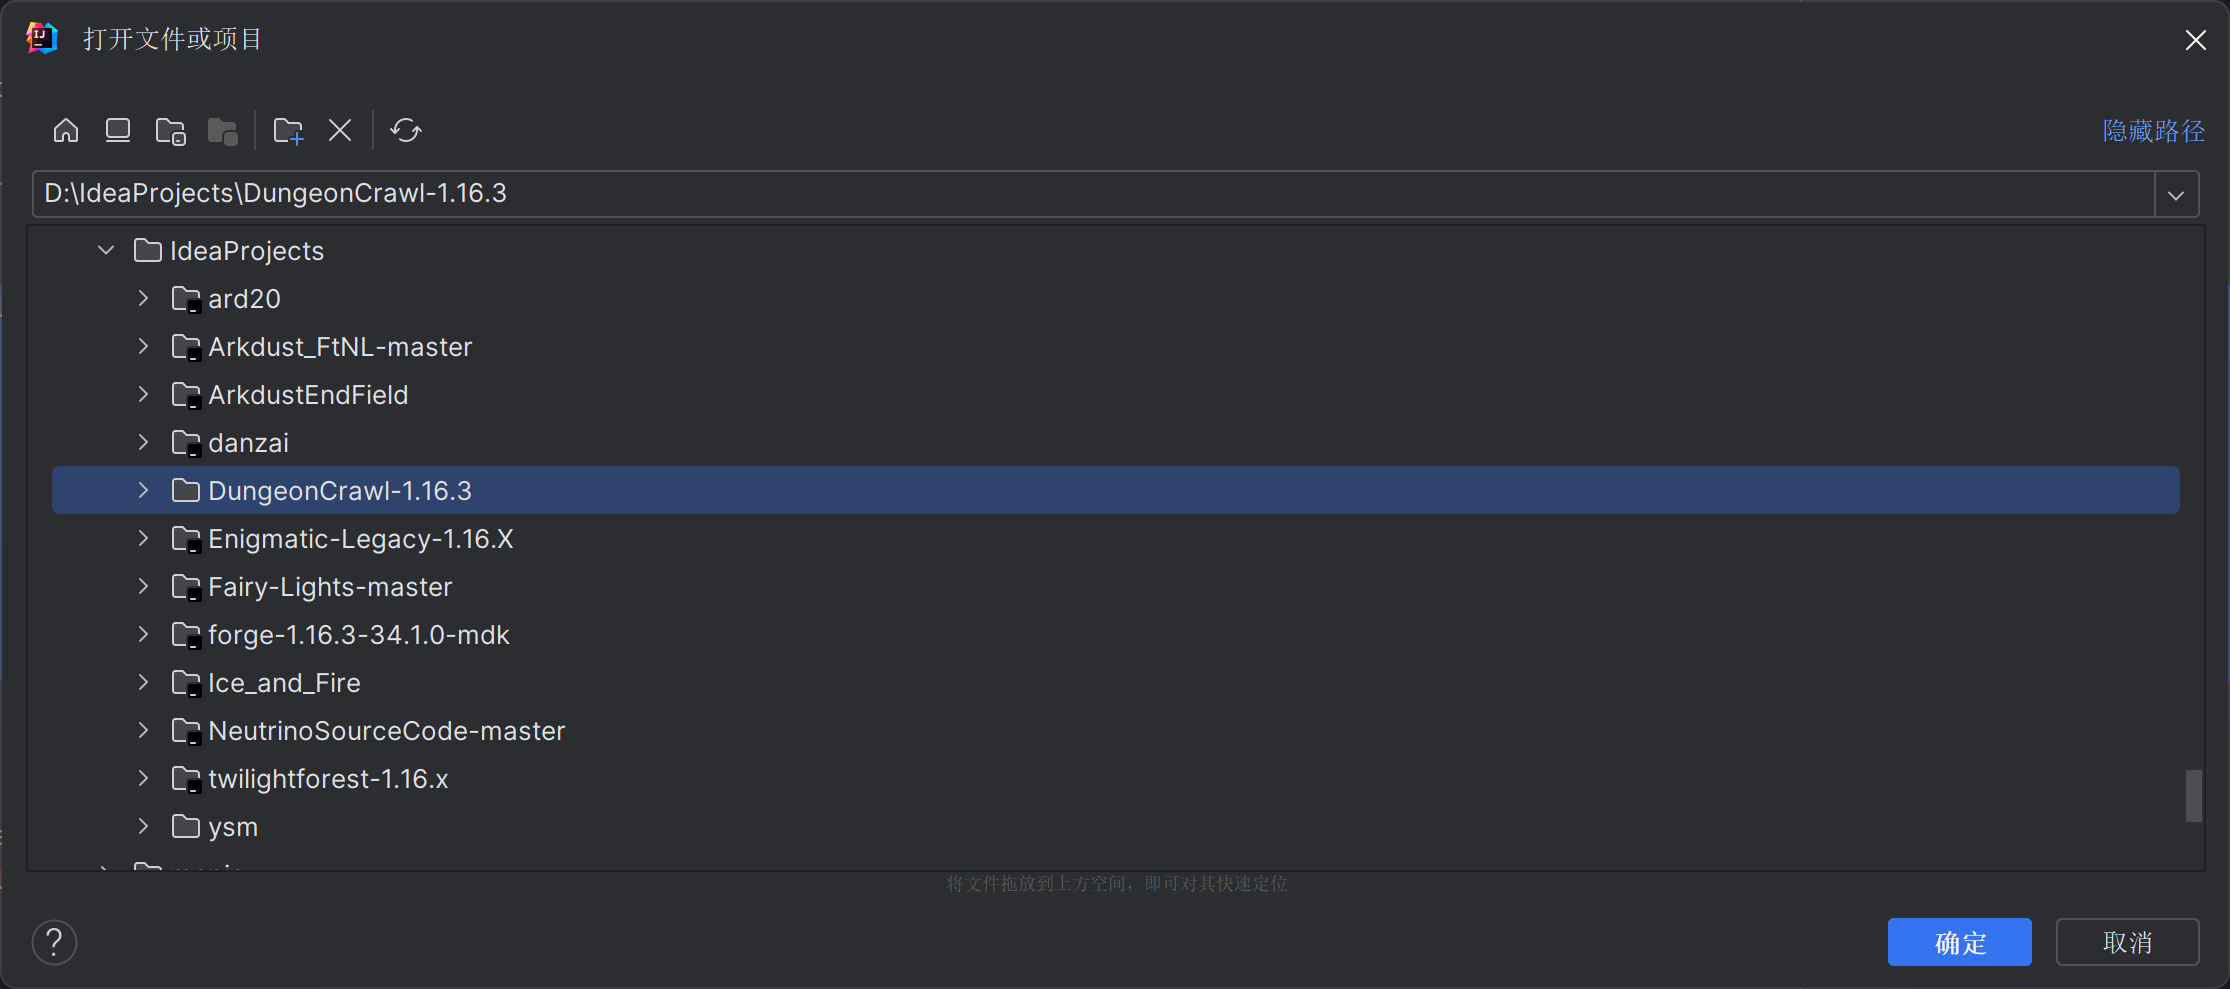 打开文件或项目
隐藏路径
D:\IdeaProjects\DungeonCrawl-1.16.3
IdeaProjects
ard20
Arkdust_FtNL-master
ArkdustEndField
danzai
DungeonCrawl-1.16.3
Enigmatic-Legacy-1.16.X
Fairy-Lights-master
forge-1.16.3-34.1.0-mdk
Ice_and_Fire
NeutrinoSourceCode-master
twilightforest-1.16.x
ysm
将文件拖放到上方空间，即可对其快速定位
?
确定
取消